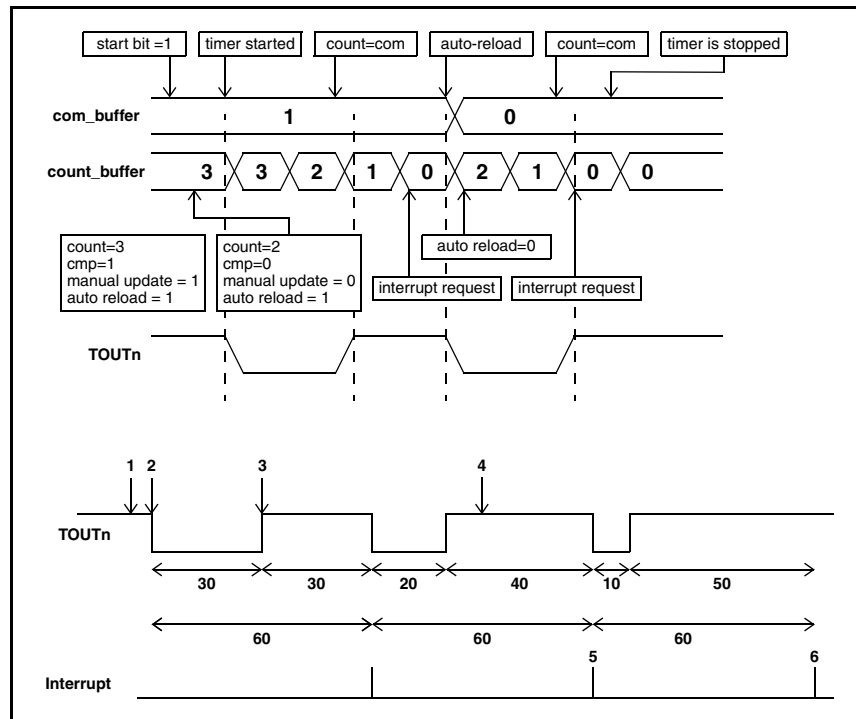 start bit =1 timer started count=com auto-reload count=com timer is stopped
com_buffer 1 0
count_buffer 3 3 2 1 0 2 1 0 0
count=3
cmp=1
manual update = 1
auto reload = 1
count=2
cmp=0
manual update = 0
auto reload = 1
auto reload=0
interrupt request interrupt request
TOUTn
1 2 3 4
TOUTn
30 30 20 40 10 50
60 60 60
5 6
Interrupt